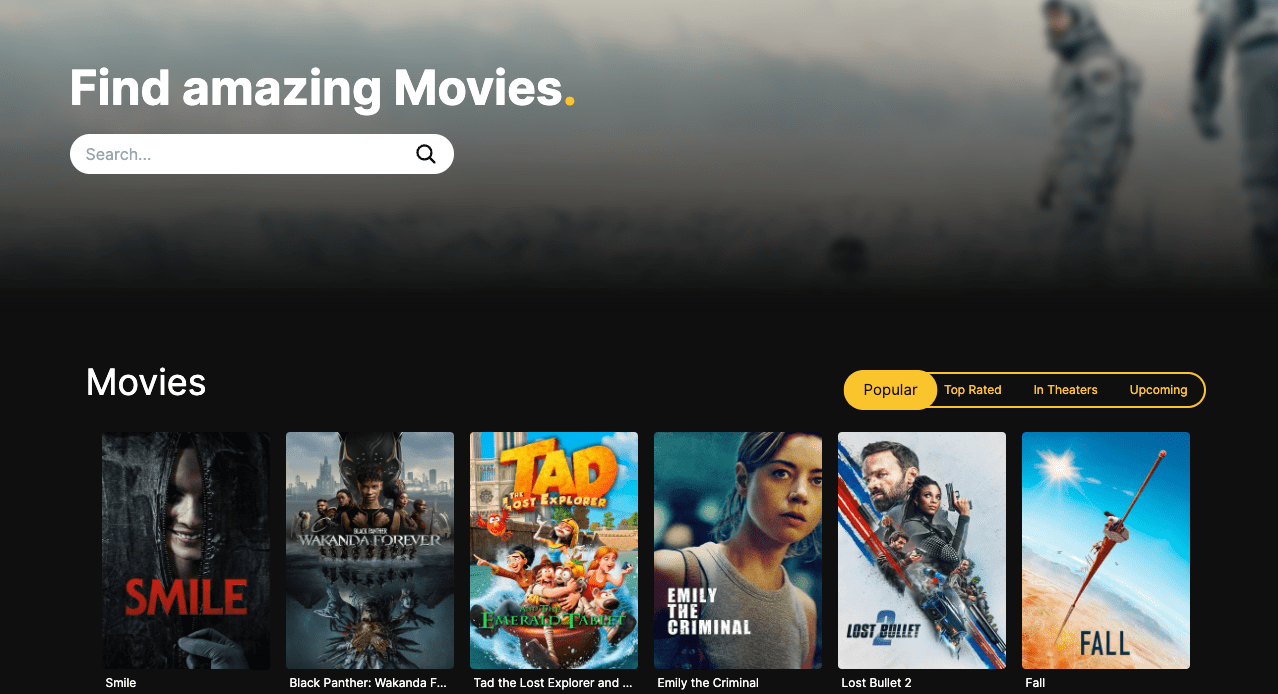 Find amazing Movies.
Search...
Movies
Popular
Top Rated
In Theaters
Upcoming
SMILE
BLACK PANTHER
WAKANDA FOREVER
TAD
THE LOST EXPLORER
AND THE
EMERALD TABLET
EMILY
THE
CRIMINAL
LOST BULLET
2
FALL
Smile
Black Panther: Wakanda F...
Tad the Lost Explorer and ...
Emily the Criminal
Lost Bullet 2
Fall